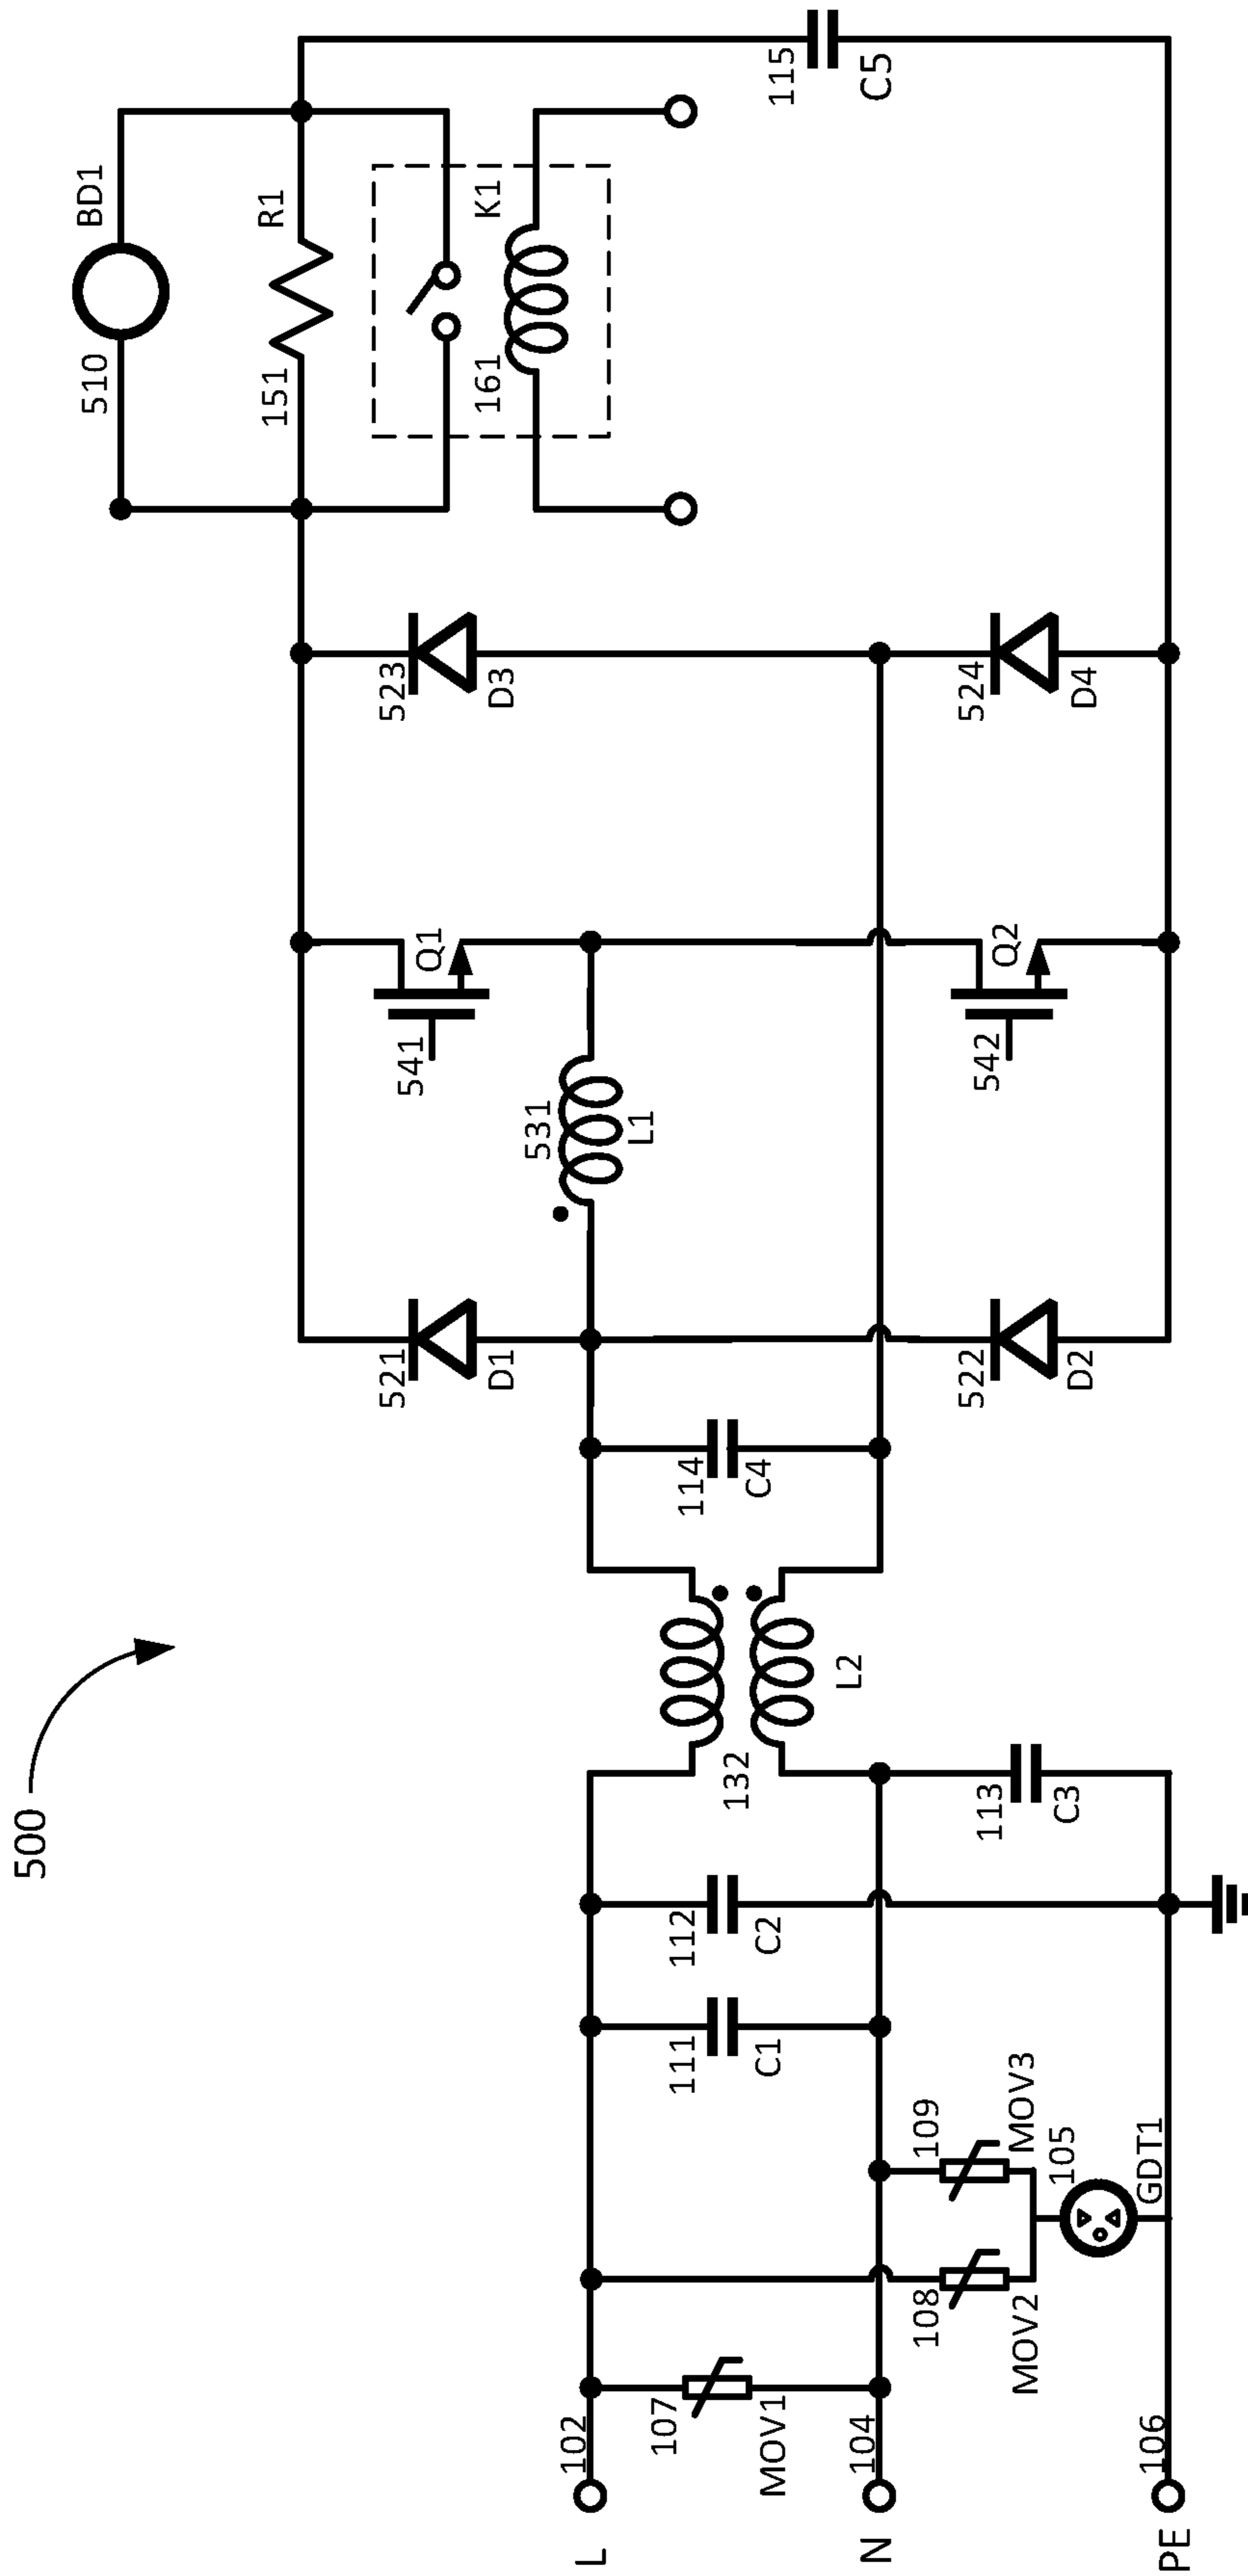 500
510
BD1
151
R1
161
K1
115
C5
521
D1
523
D3
541
Q1
531
L1
522
D2
524
D4
542
Q2
114
C4
132
L2
111
C1
112
C2
113
C3
L
102
107
MOV1
N
104
108
MOV2
109
MOV3
105
GDT1
PE
106